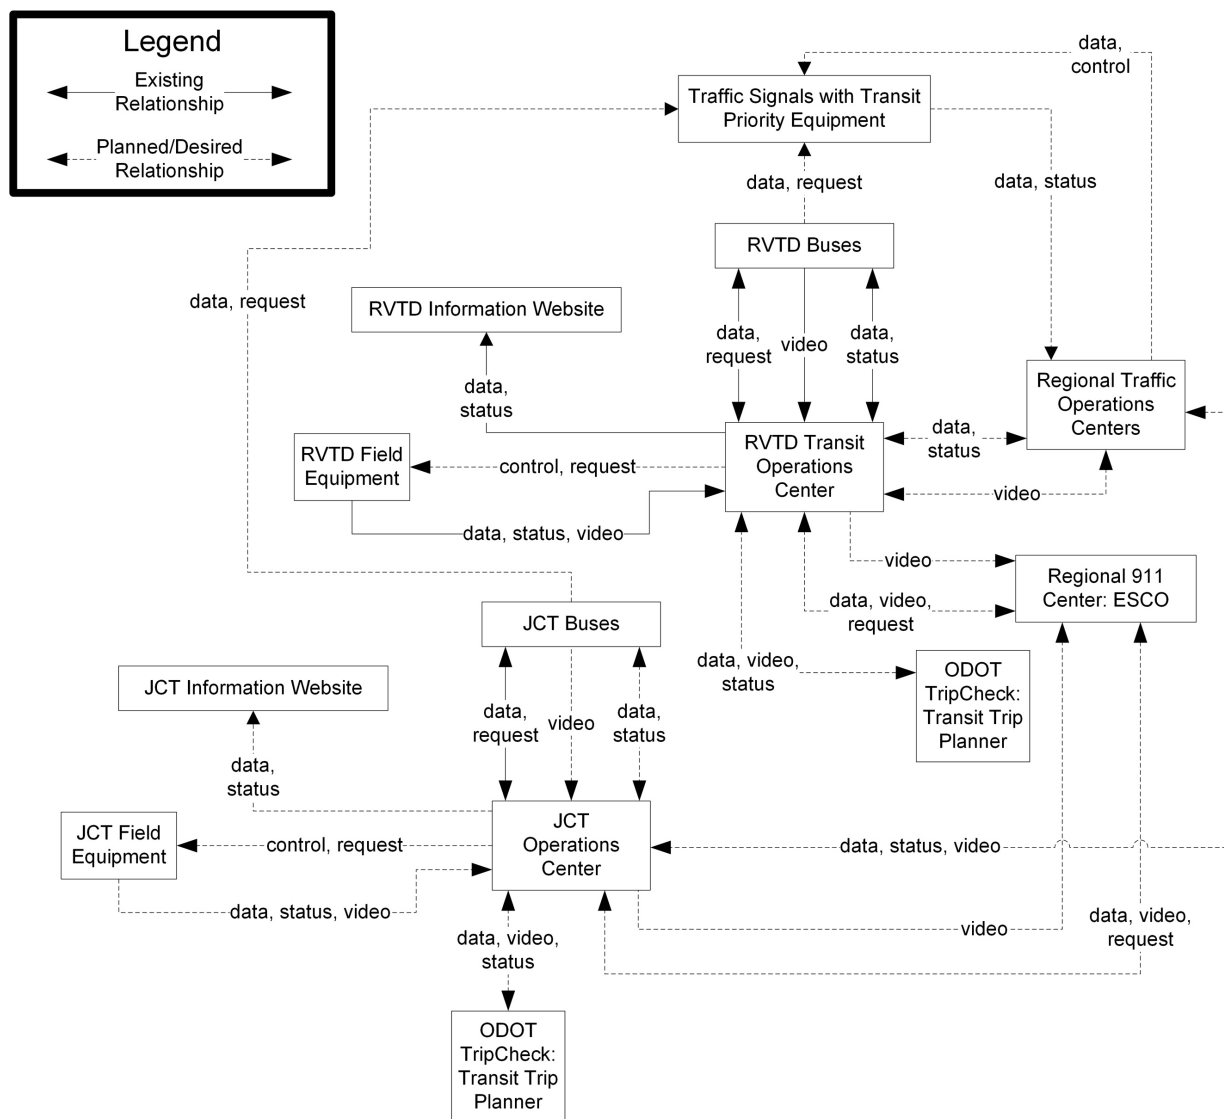 Legend
Existing
Relationship
Planned/Desired
Relationship
data,
control
Traffic Signals with Transit
Priority Equipment
data, request
data, status
RVTD Buses
data, request
RVTD Information Website
data,
request
video
data,
status
data,
status
Regional Traffic
Operations
Centers
RVTD Transit
Operations
Center
data,
status
RVTD Field
Equipment
control, request
video
data, status, video
video
Regional 911
Center: ESCO
data, video,
request
JCT Buses
data, video,
status
ODOT
TripCheck:
Transit Trip
Planner
JCT Information Website
data,
request
video
data,
status
data,
status
JCT
Operations
Center
JCT Field
Equipment
control, request
data, status, video
data, status, video
video
data, video,
request
data, video,
status
ODOT
TripCheck:
Transit Trip
Planner